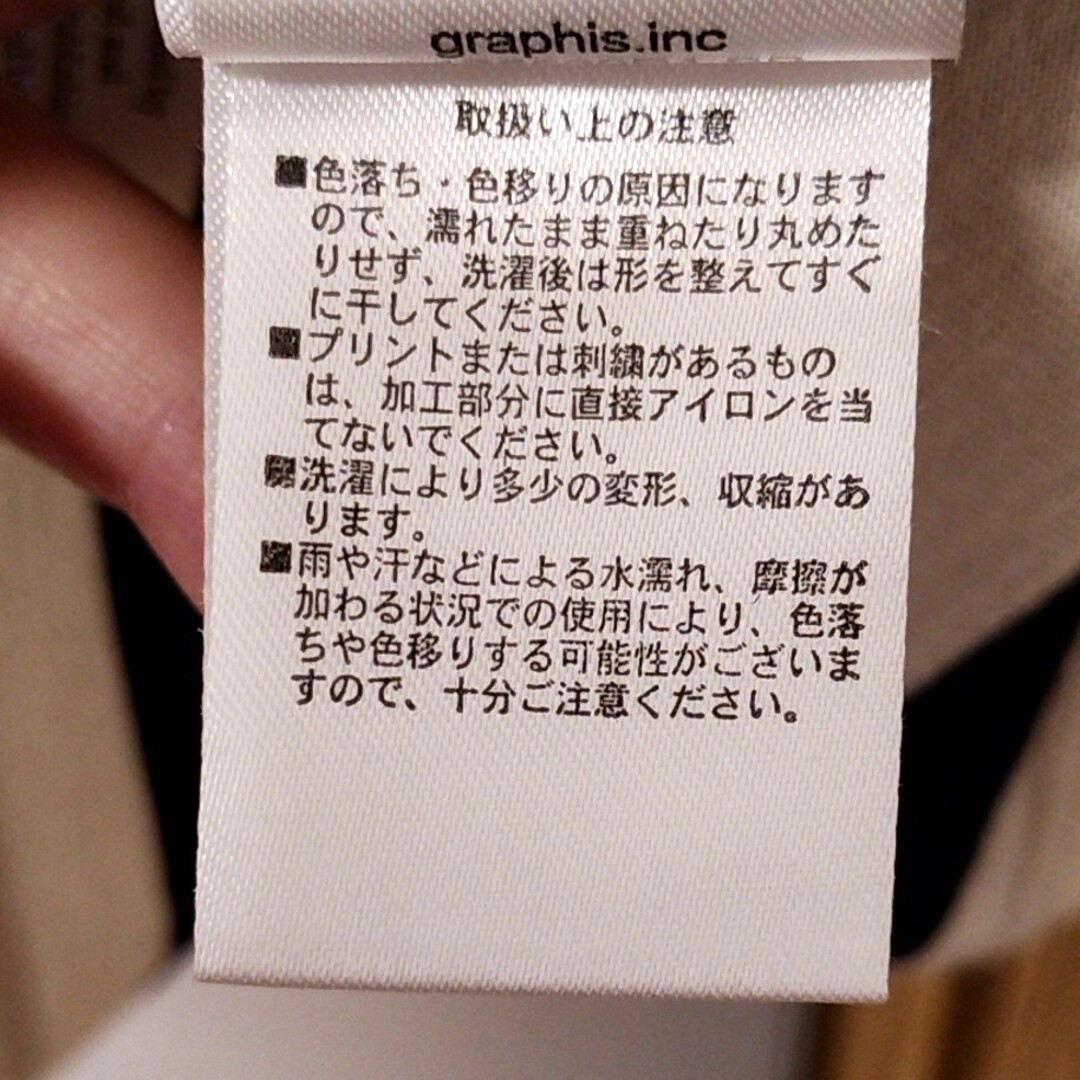 graphis.inc
取扱い上の注意
■色落ち・色移りの原因になります
ので、濡れたまま重ねたり丸めた
りせず、洗濯後は形を整えてすぐ
に干してください。
■プリントまたは刺繍があるもの
は、加工部分に直接アイロンを当
てないでください。
■洗濯により多少の変形、収縮があ
ります。
■雨や汗などによる水濡れ、摩擦が
加わる状況での使用により、色落
ちや色移りする可能性がございま
すので、十分ご注意ください。